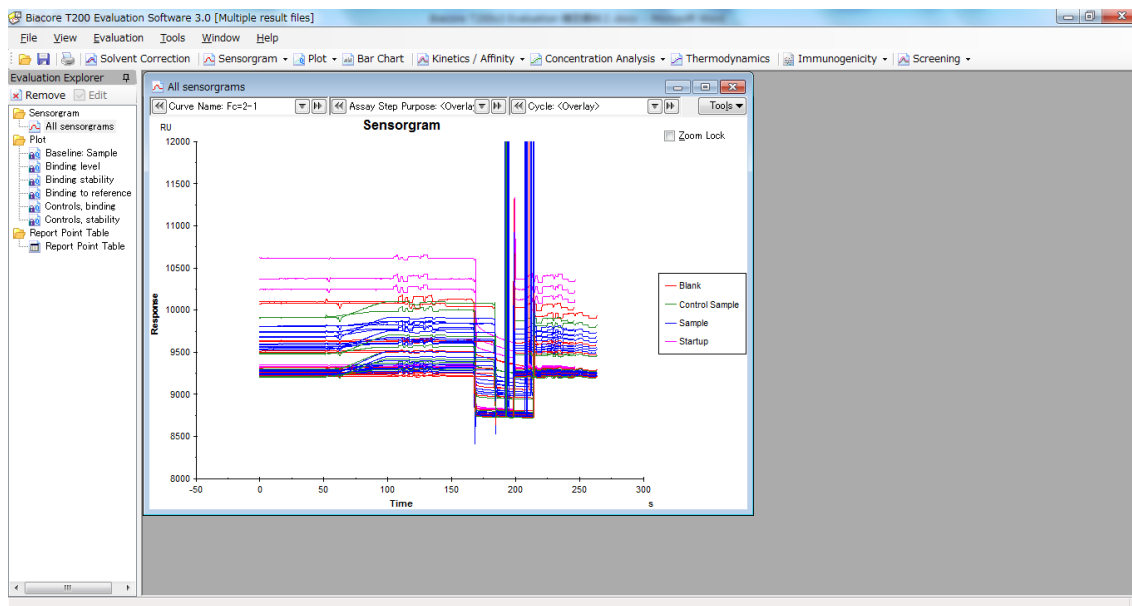 Biacore T200 Evaluation Software 3.0 [Multiple result files]
File View Evaluation Tools Window Help
Solvent Correction Sensorgram Plot Bar Chart Kinetics / Affinity Concentration Analysis Thermodynamics Immunogenicity Screening
Evaluation Explorer
Remove Edit
Sensorgram
All sensorgrams
Plot
Baseline: Sample
Binding level
Binding stability
Binding to reference
Controls, binding
Controls, stability
Report Point Table
Report Point Table
All sensorgrams
Curve Name: Fc=2-1 Assay Step Purpose: <Overla Cycle: <Overlay> Tools
Sensorgram
RU
Zoom Lock
12000
11500
11000
10500
10000
9500
9000
8500
8000
Response
-50 0 50 100 150 200 250 300
Time s
Blank
Control Sample
Sample
Startup